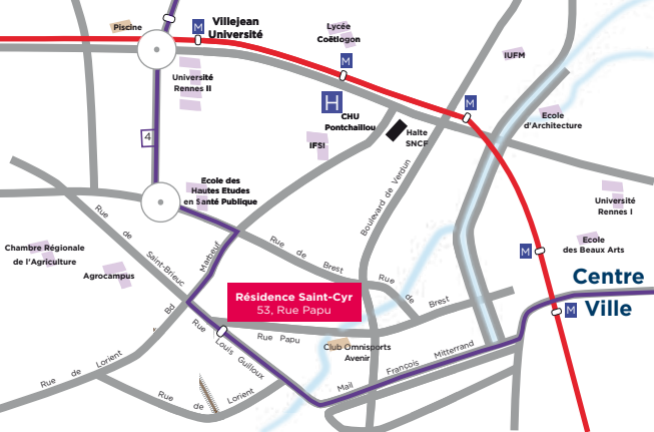 Piscine
M
Villejean
Université
Lycée
Coëtlogon
M
IUFM
Université
Rennes II
H
CHU
Pontchaillou
M
Ecole
d'Architecture
4
IFSI
Halte
SNCF
Ecole des
Hautes Etudes
en Santé Publique
Boulevard de Verdun
Université
Rennes I
Rue de Saint-Brieuc
Chambre Régionale
de l'Agriculture
Agrocampus
Bd Marbeuf
Rue de Brest
Rue de Brest
M
Ecole
des Beaux Arts
Centre
Ville
M
Résidence Saint-Cyr
53, Rue Papu
Rue Papu
Rue Louis Guilloux
Club Omnisports
Avenir
Mail François Mitterrand
Rue de Lorient
Rue de Lorient